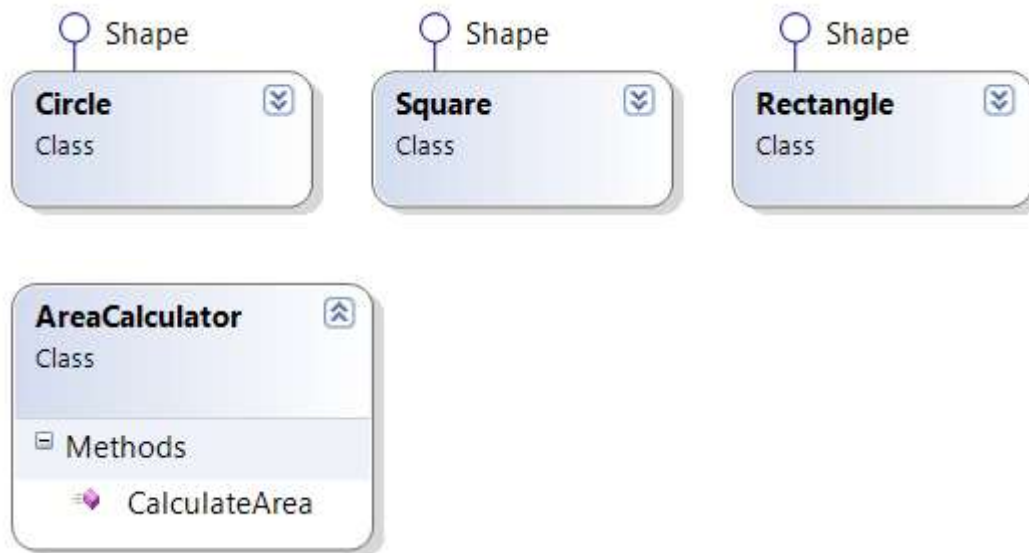 Shape
Shape
Shape
Circle
Class
Square
Class
Rectangle
Class
AreaCalculator
Class
Methods
CalculateArea